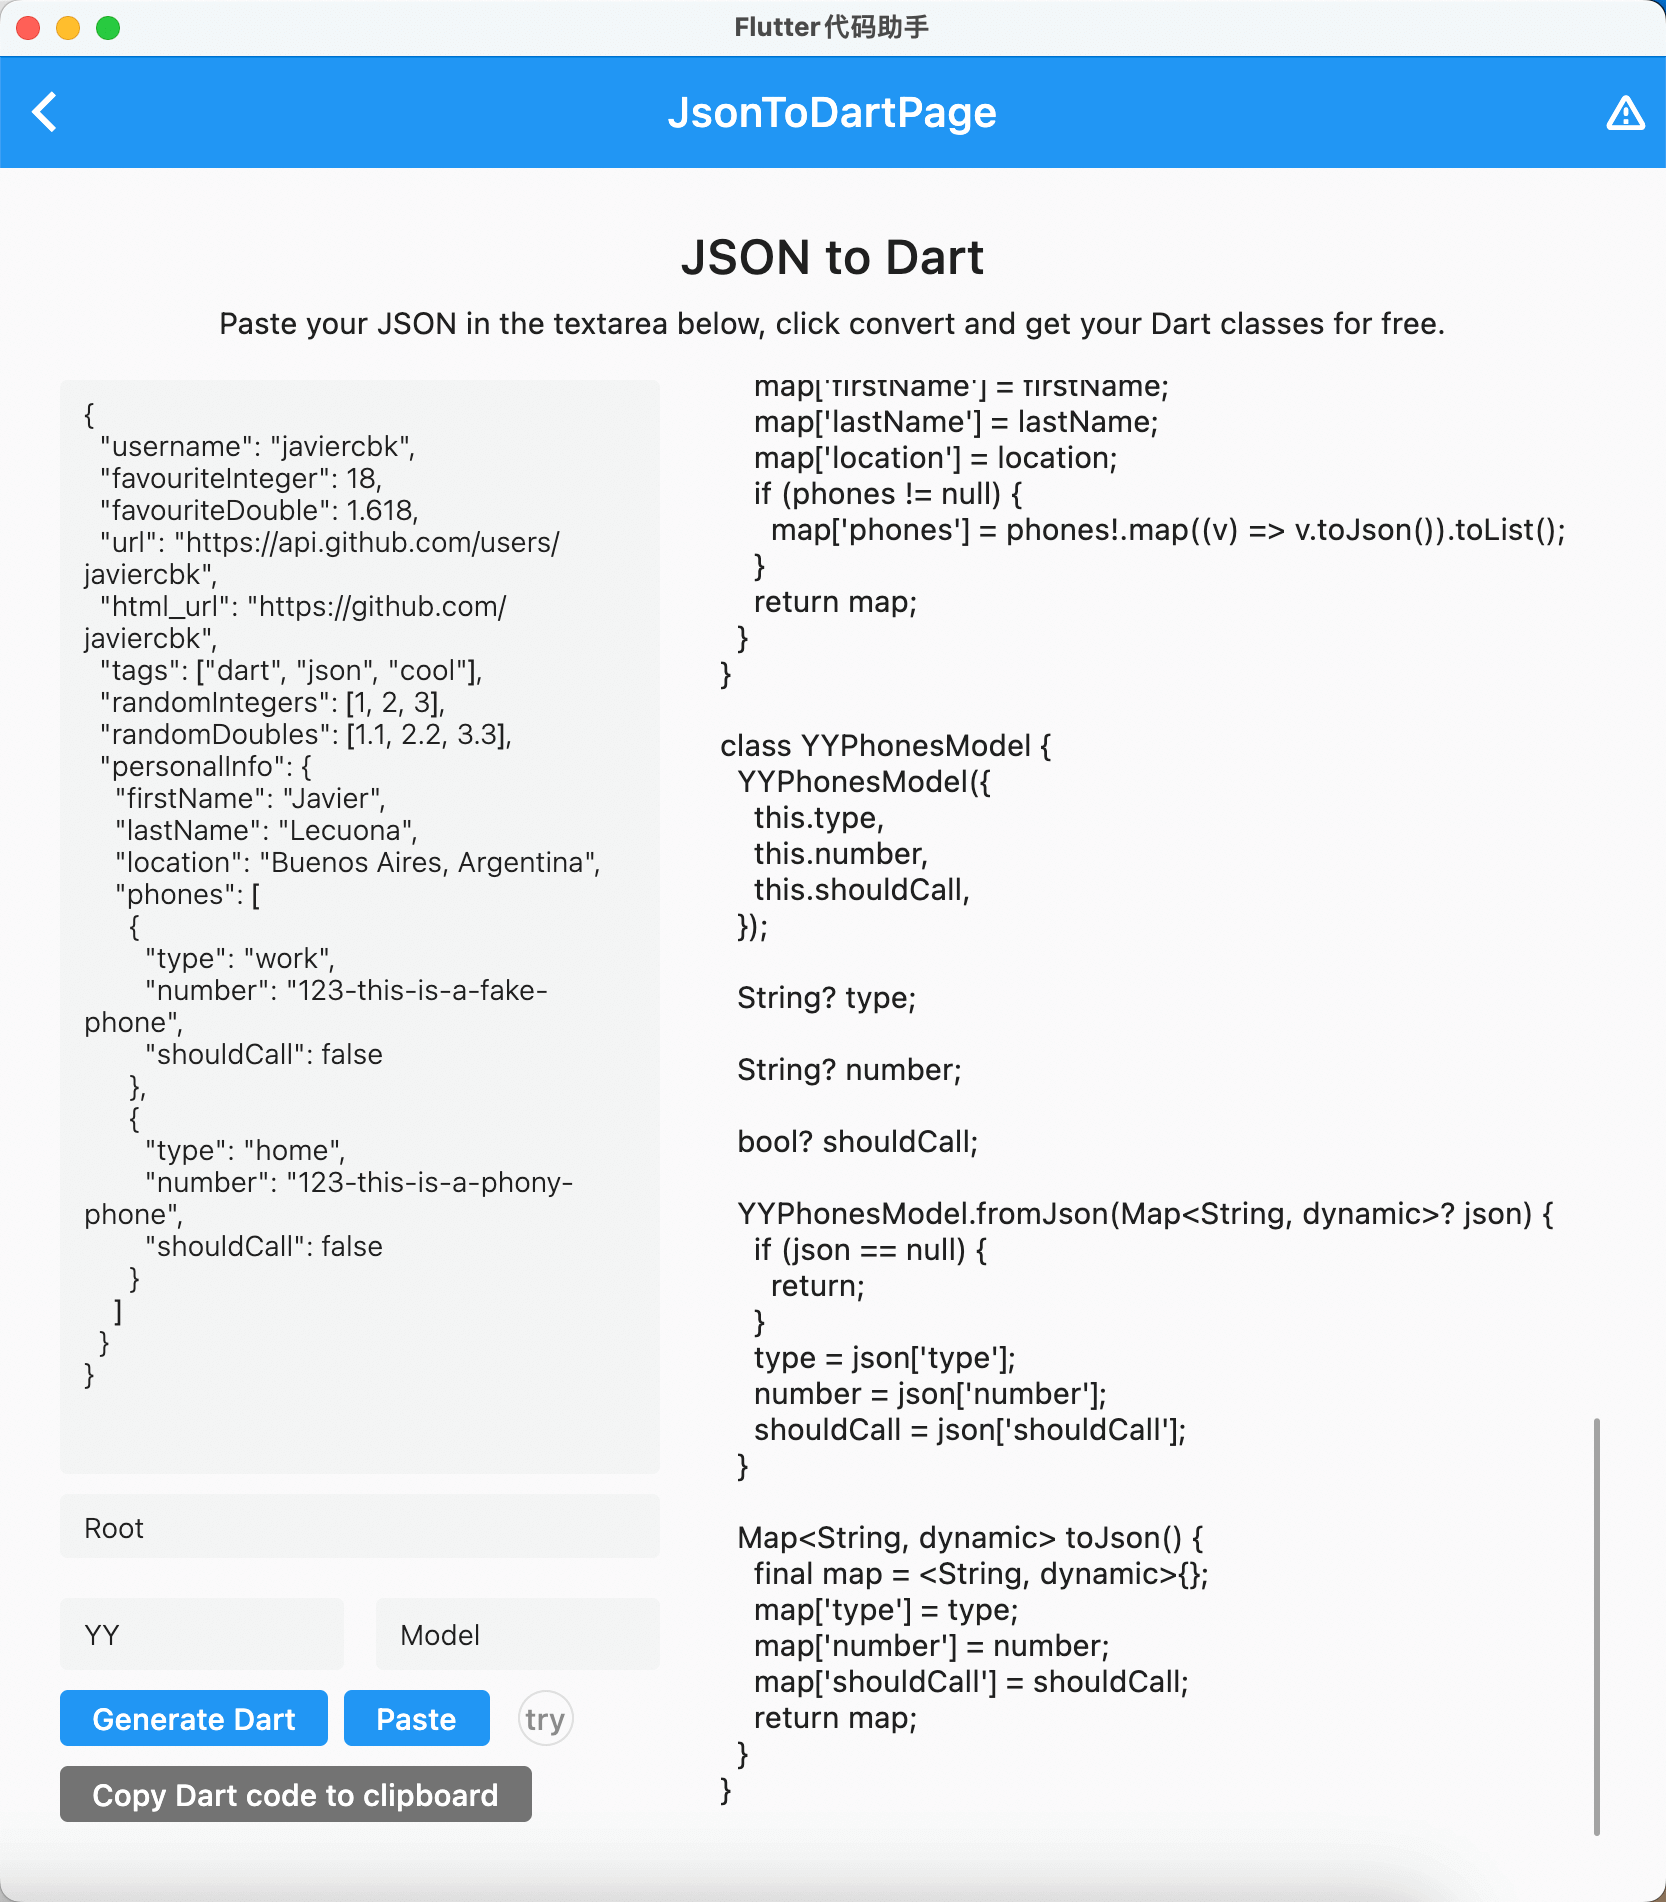 Flutter代码助手
JsonToDartPage
JSON to Dart
Paste your JSON in the textarea below, click convert and get your Dart classes for free.
{
  "username": "javiercbk",
  "favouriteInteger": 18,
  "favouriteDouble": 1.618,
  "url": "https://api.github.com/users/
javiercbk",
  "html_url": "https://github.com/
javiercbk",
  "tags": ["dart", "json", "cool"],
  "randomIntegers": [1, 2, 3],
  "randomDoubles": [1.1, 2.2, 3.3],
  "personalInfo": {
    "firstName": "Javier",
    "lastName": "Lecuona",
    "location": "Buenos Aires, Argentina",
    "phones": [
      {
        "type": "work",
        "number": "123-this-is-a-fake-
phone",
        "shouldCall": false
      },
      {
        "type": "home",
        "number": "123-this-is-a-phony-
phone",
        "shouldCall": false
      }
    ]
  }
}
Root
YY
Model
Generate Dart
Paste
try
Copy Dart code to clipboard
    map['firstName'] = firstName;
    map['lastName'] = lastName;
    map['location'] = location;
    if (phones != null) {
      map['phones'] = phones!.map((v) => v.toJson()).toList();
    }
    return map;
  }
}
class YYPhonesModel {
  YYPhonesModel({
    this.type,
    this.number,
    this.shouldCall,
  });
  String? type;
  String? number;
  bool? shouldCall;
  YYPhonesModel.fromJson(Map<String, dynamic>? json) {
    if (json == null) {
      return;
    }
    type = json['type'];
    number = json['number'];
    shouldCall = json['shouldCall'];
  }
  Map<String, dynamic> toJson() {
    final map = <String, dynamic>{};
    map['type'] = type;
    map['number'] = number;
    map['shouldCall'] = shouldCall;
    return map;
  }
}